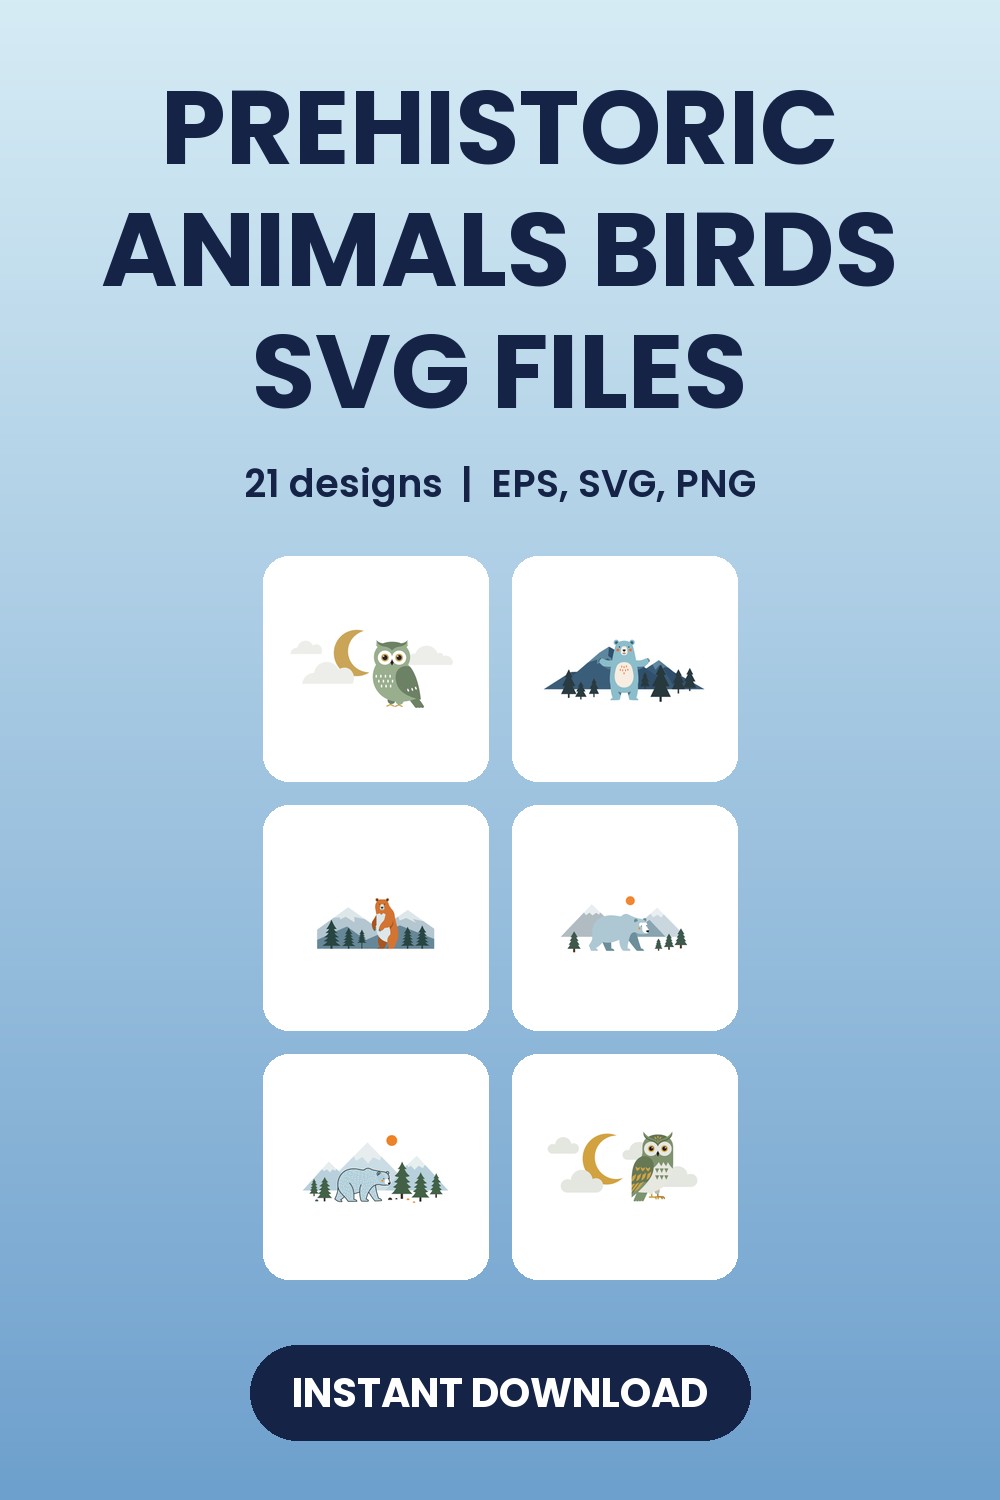 PREHISTORIC
ANIMALS BIRDS
SVG FILES
21 designs | EPS, SVG, PNG
INSTANT DOWNLOAD